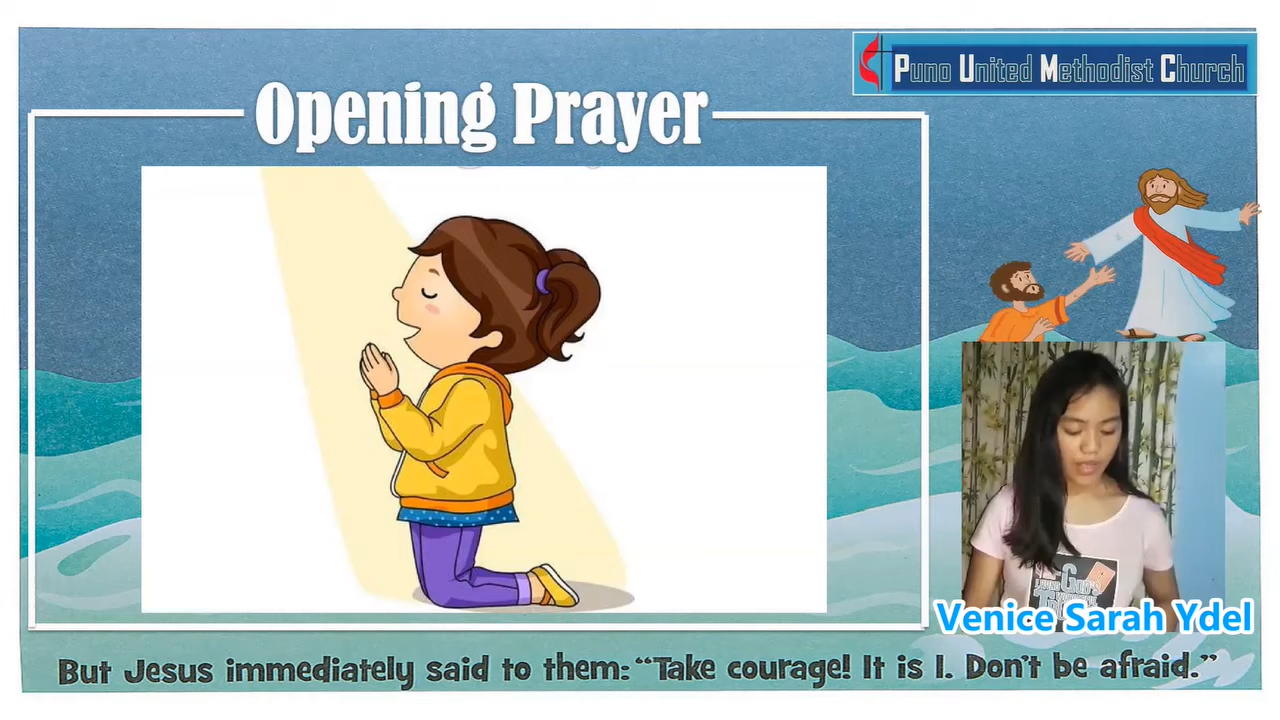 Puno United Methodist Church
Opening Prayer
GOD'S
Venice Sarah Ydel
But Jesus immediately said to them: “Take courage! It is I. Don't be afraid.”